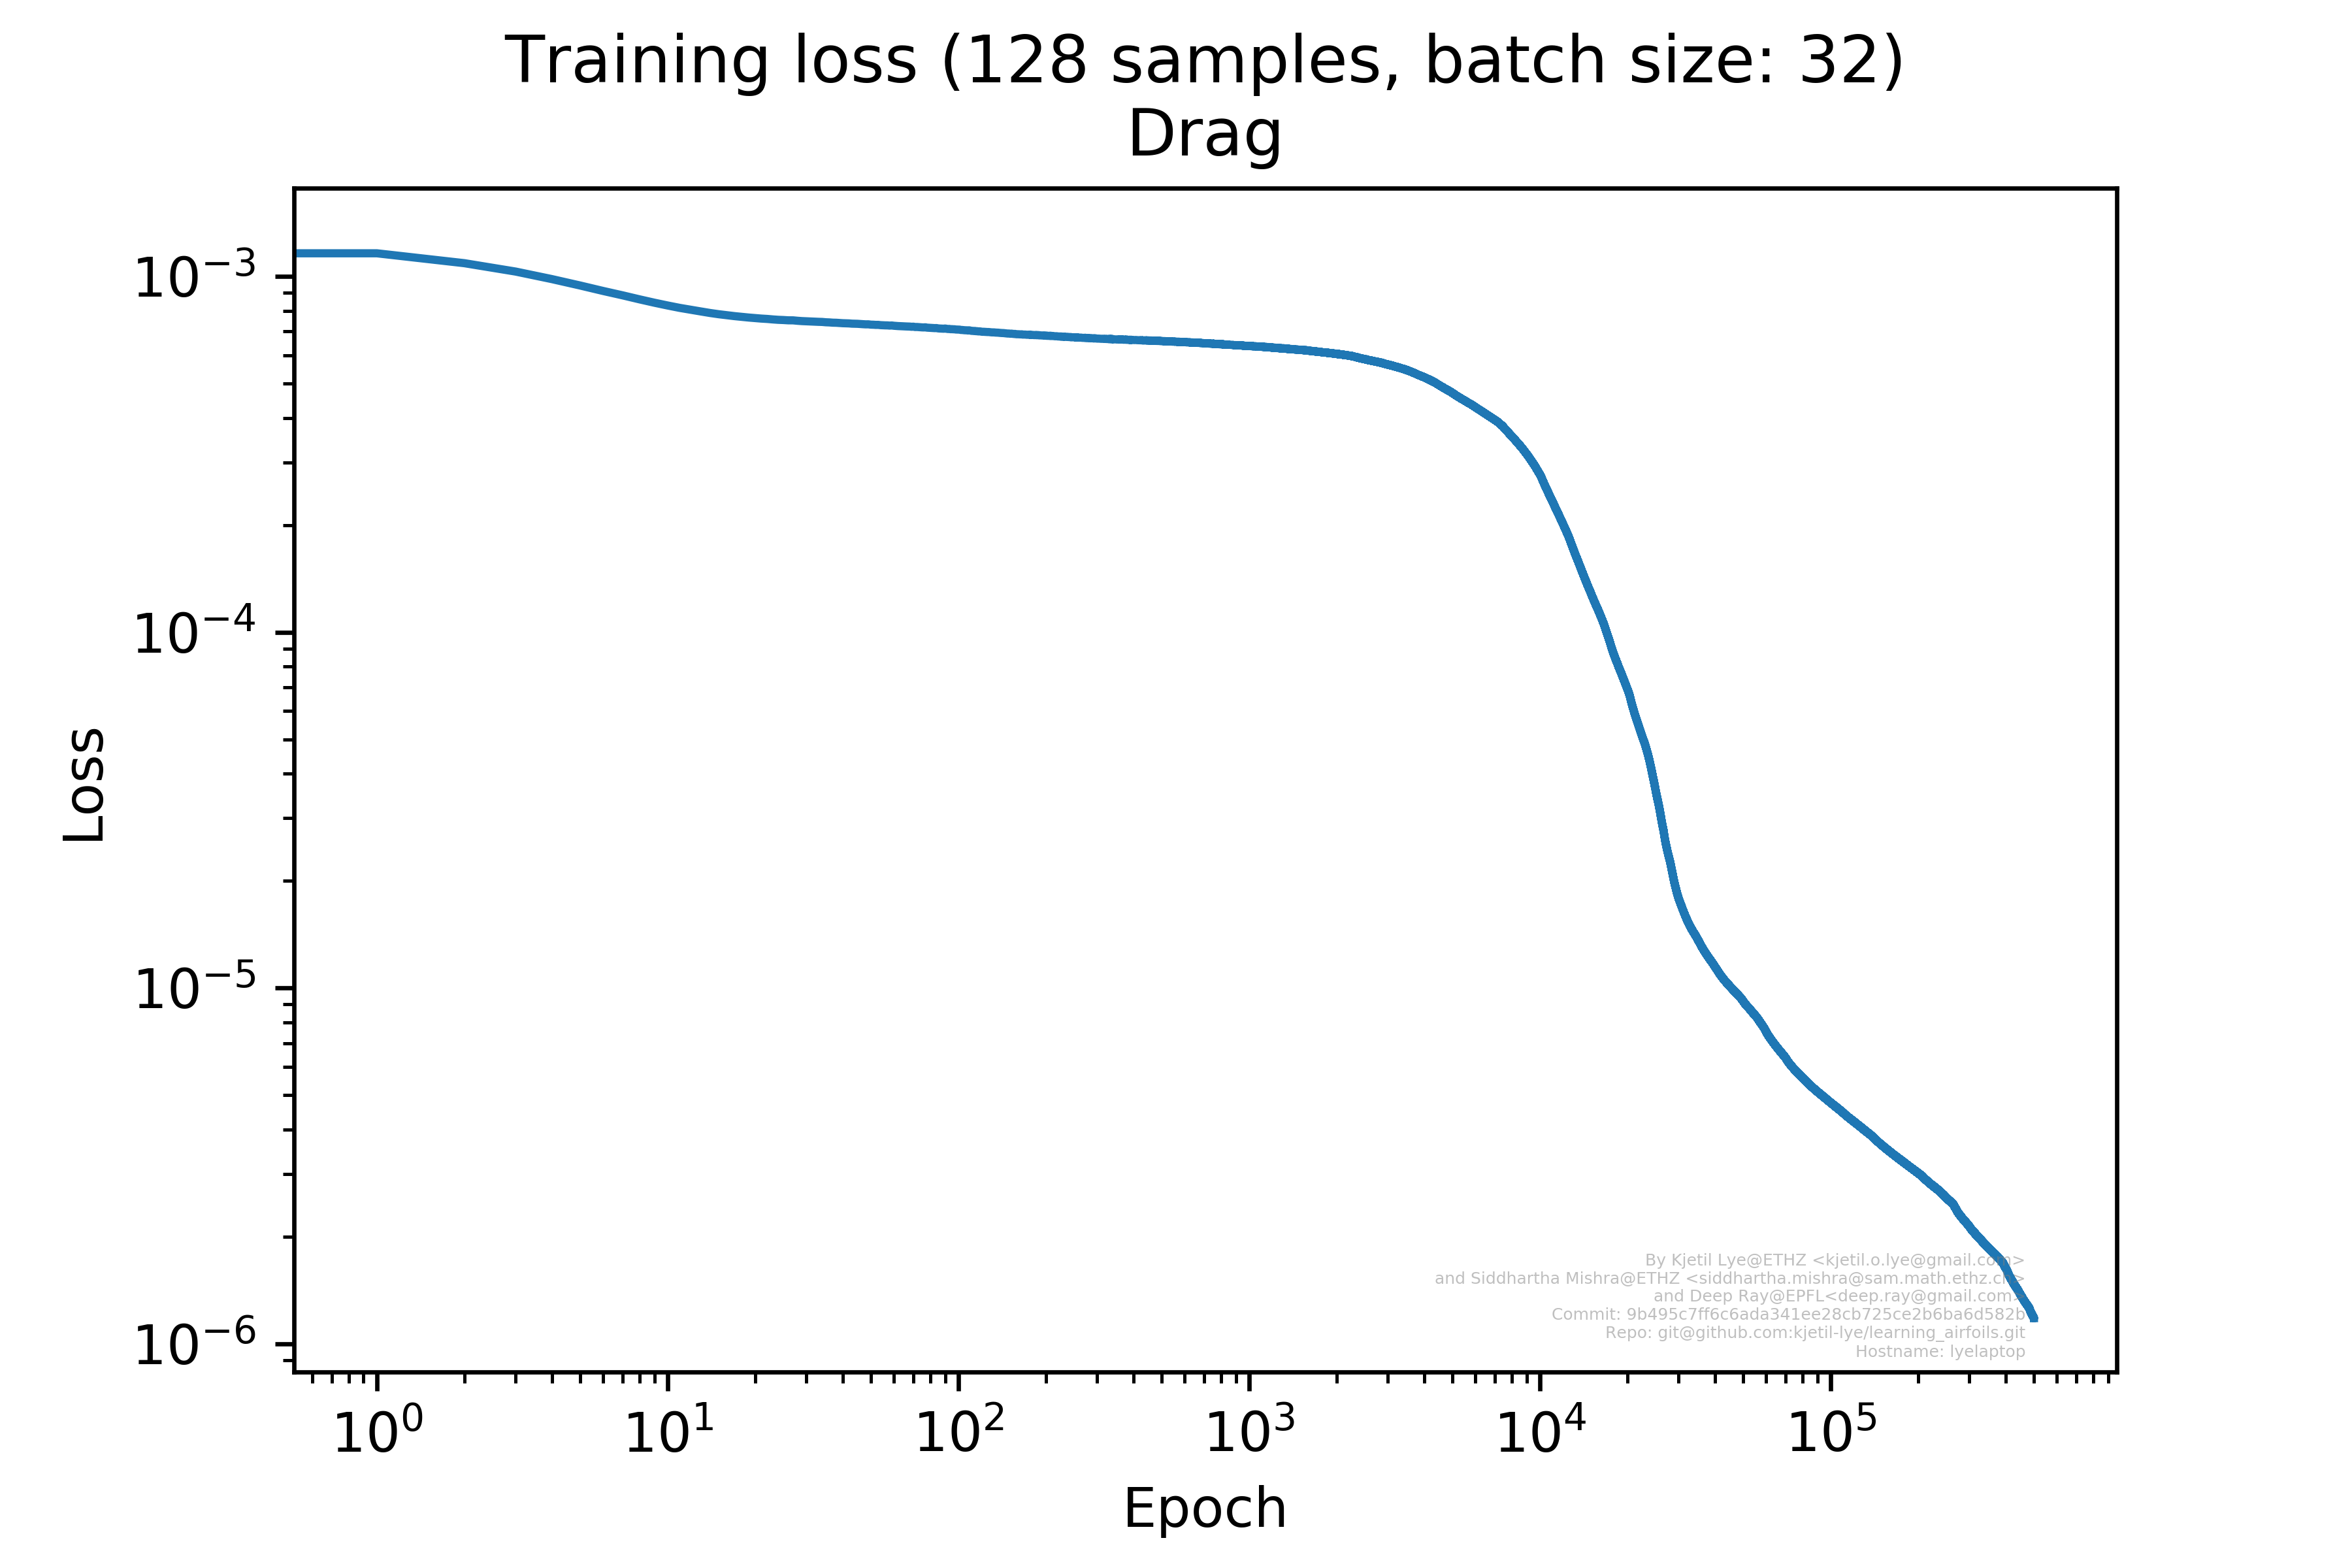 Training loss (128 samples, batch size: 32)
Drag
10⁻³
10⁻⁴
10⁻⁵
10⁻⁶
Loss
10⁰ 10¹ 10² 10³ 10⁴ 10⁵
Epoch
By Kjetil Lye@ETHZ <kjetil.o.lye@gmail.com>
and Siddhartha Mishra@ETHZ <siddhartha.mishra@sam.math.ethz.ch>
and Deep Ray@EPFL<deep.ray@gmail.com>
Commit: 9b495c7ff6c6ada341ee28cb725ce2b6ba6d582b
Repo: git@github.com:kjetil-lye/learning_airfoils.git
Hostname: lyelaptop